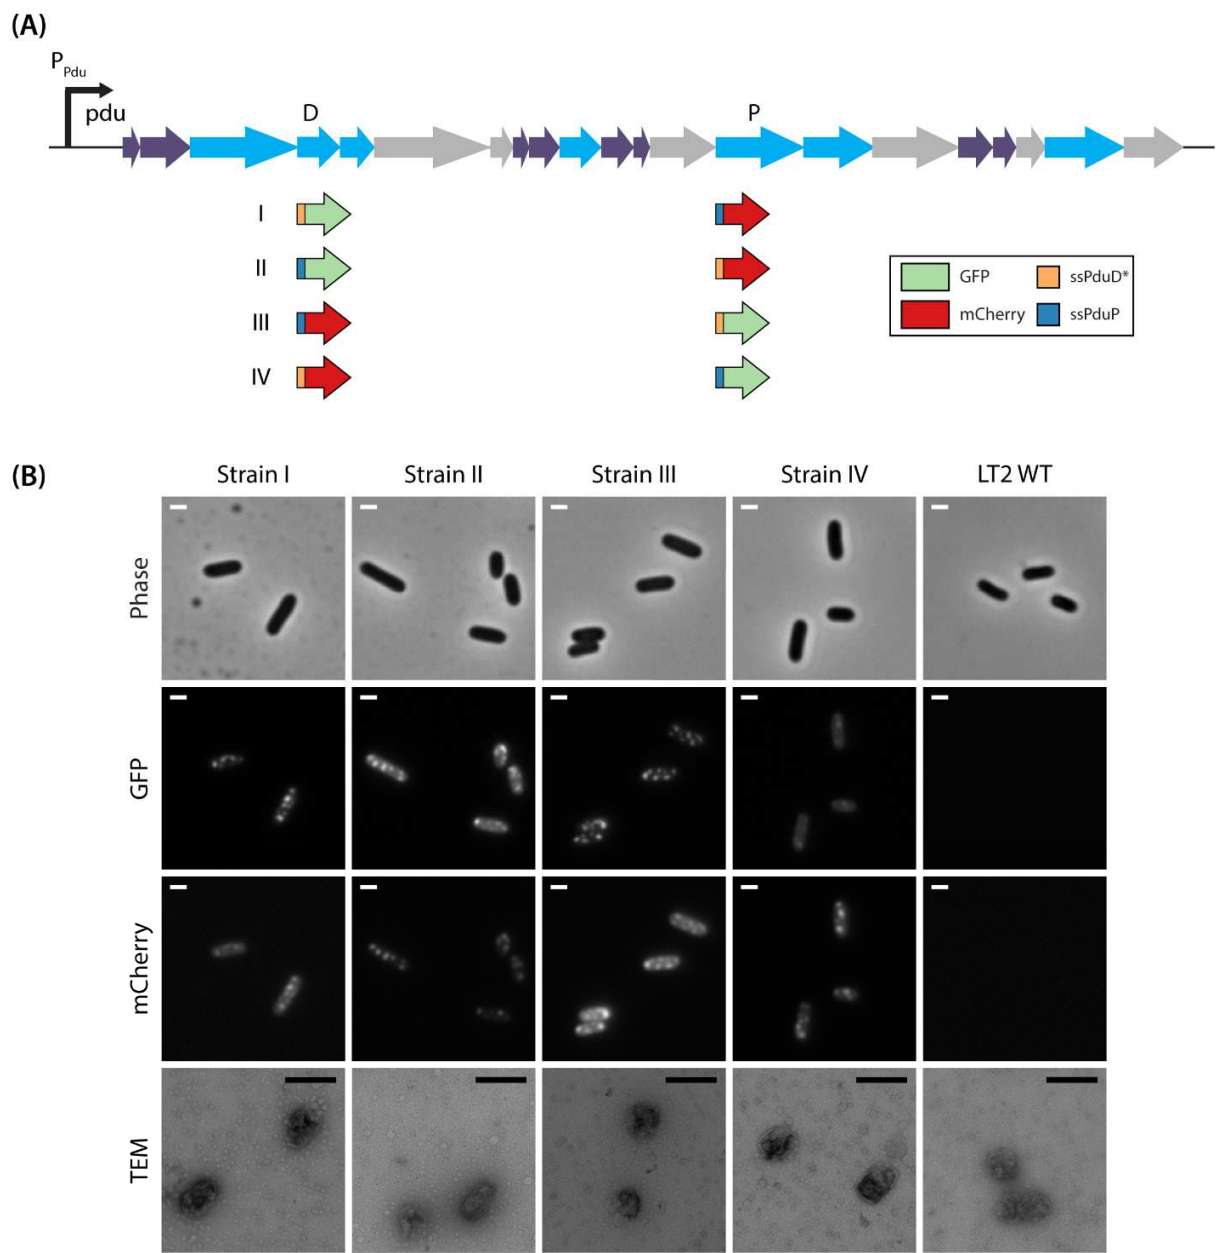 (A)
P Pdu
pdu
D
P
I
II
III
IV
GFP
ssPduD*
mCherry
ssPduP
(B)
Strain I
Strain II
Strain III
Strain IV
LT2 WT
Phase
GFP
mCherry
TEM